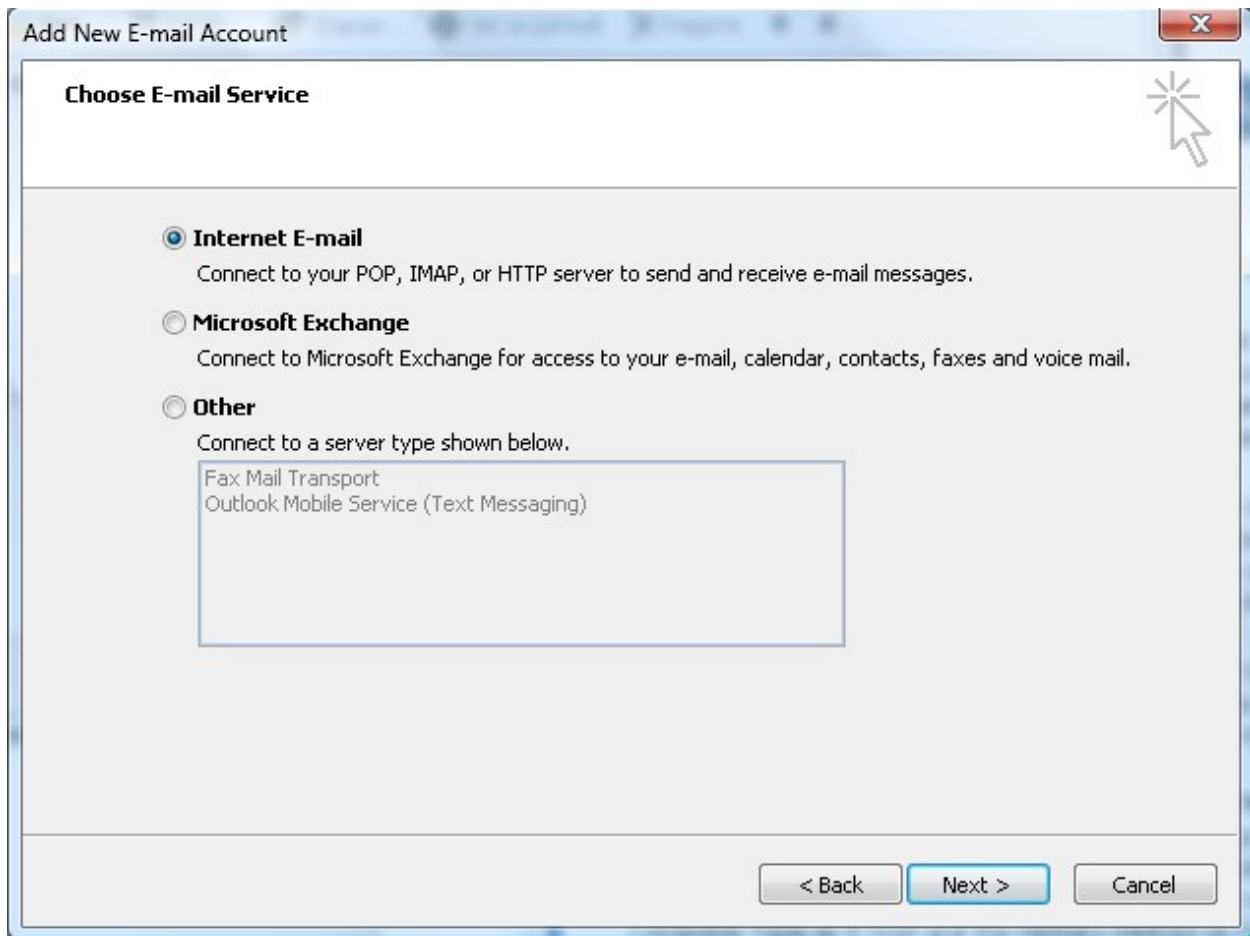 Add New E-mail Account
Choose E-mail Service
Internet E-mail
Connect to your POP, IMAP, or HTTP server to send and receive e-mail messages.
Microsoft Exchange
Connect to Microsoft Exchange for access to your e-mail, calendar, contacts, faxes and voice mail.
Other
Connect to a server type shown below.
Fax Mail Transport
Outlook Mobile Service (Text Messaging)
< Back Next > Cancel